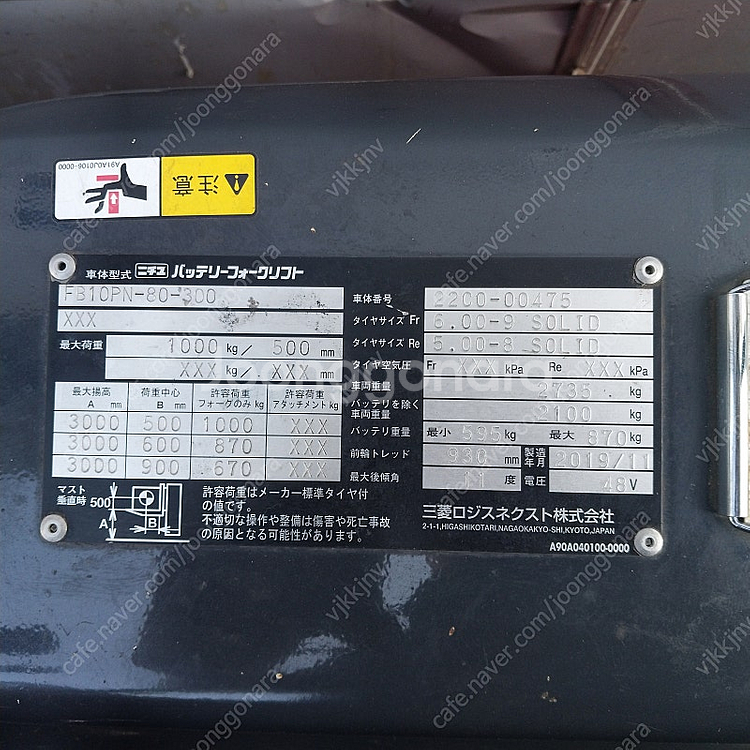 A91A0J0106-0000
注意
車体型式 ニチユ バッテリーフォークリフト
FB10PN-80-300
XXX
最大荷重 1000 kg/ 500 mm
XXX kg/ XXX mm
最大揚高 A mm 荷重中心 B mm 許容荷重 フォークのみ kg 許容荷重 アタッチメント kg
3000 500 1000 XXX
3000 600 870 XXX
3000 900 670 XXX
マスト垂直時 500 A B
許容荷重はメーカー標準タイヤ付
の値です。
不適切な操作や整備は傷害や死亡事故
の原因となる可能性があります。
車体番号 2200-00475
タイヤサイズ Fr 6.00-9 SOLID
タイヤサイズ Re 5.00-8 SOLID
タイヤ空気圧 Fr XXX kPa Re XXX kPa
車両重量 2735 kg
バッテリを除く車両重量 2100 kg
バッテリ重量 最小 595 kg 最大 870 kg
前輪トレッド 930 mm 製造年月 2019/11
最後傾角 度 電圧 48V
三菱ロジスネクスト株式会社
2-1-1,HIGASHIKOTARI,NAGAOKAKYO-SHI,KYOTO,JAPAN
A90A040100-0000
Joonggonara
cafe.naver.com/joonggonara
vjkkjnv